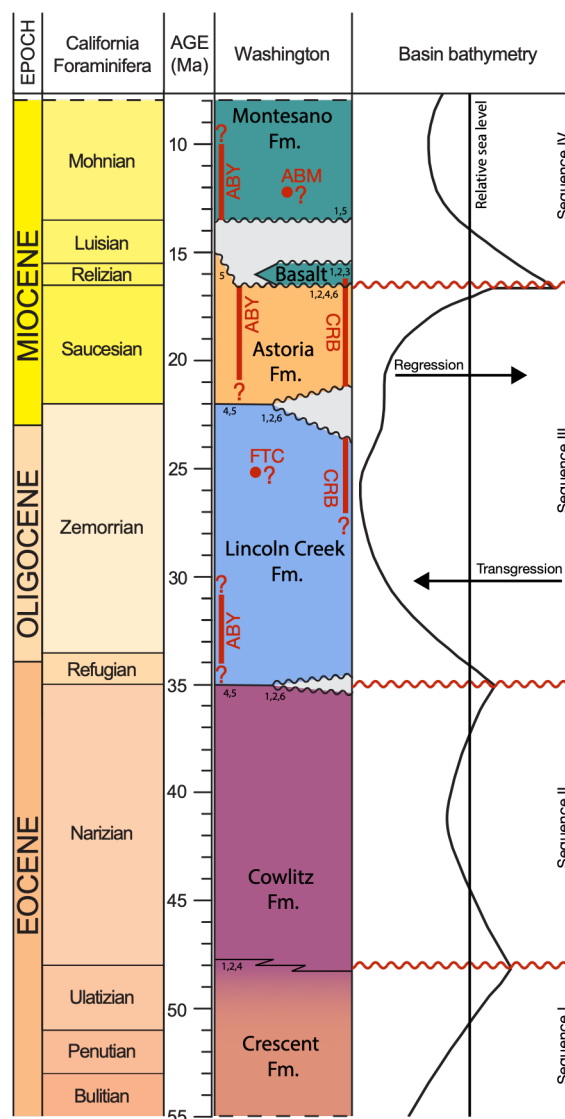 EPOCH
California
Foraminifera
AGE
(Ma)
Washington
Basin bathymetry
MIOCENE
OLIGOCENE
EOCENE
Mohnian
Luisian
Relizian
Saucesian
Zemorrian
Refugian
Narizian
Ulatizian
Penutian
Bulitian
10
15
20
25
30
35
40
45
50
55
Montesano
Fm.
?
ABY
ABM
?
1,5
5
Basalt
1,2,3
1,2,4,6
ABY
?
CRB
Astoria
Fm.
4,5
1,2,6
FTC
?
CRB
?
Lincoln Creek
Fm.
?
ABY
?
4,5
1,2,6
Cowlitz
Fm.
1,2,4
Crescent
Fm.
Relative sea level
Regression
Transgression
Sequence IV
Sequence III
Sequence II
Sequence I